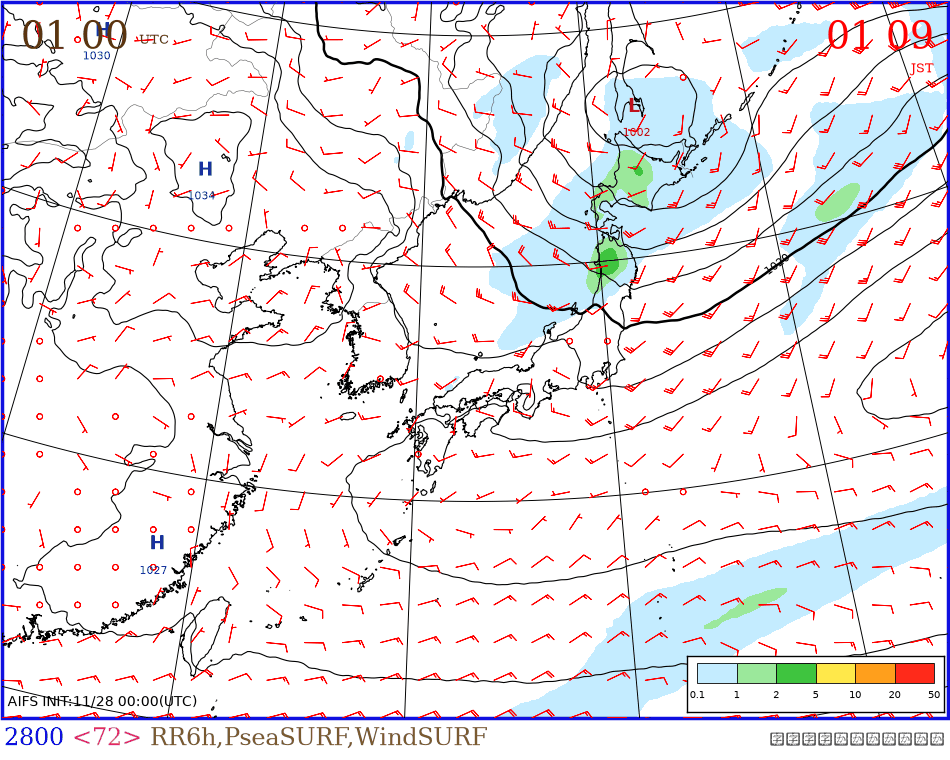 01 00 UTC
01 09
JST
H
1030
L
1002
H
1034
1020
H
1027
0.1 1 2 5 10 20 50
AIFS INIT:11/28 00:00(UTC)
2800 <72> RR6h,PseaSURF,WindSURF